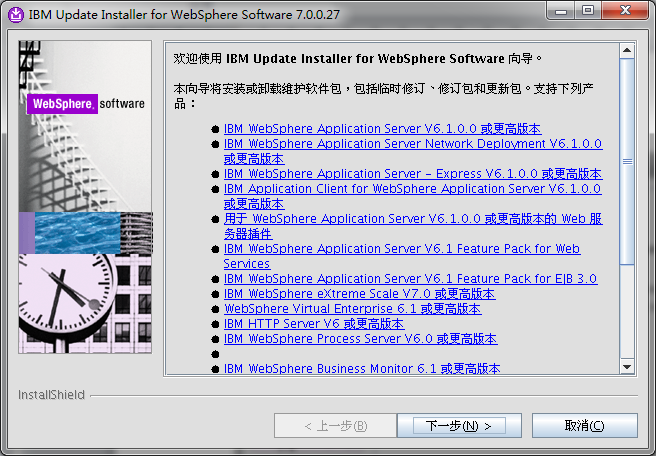 IBM Update Installer for WebSphere Software 7.0.0.27
WebSphere. software
欢迎使用 IBM Update Installer for WebSphere Software 向导。
本向导将安装或卸载维护软件包，包括临时修订、修订包和更新包。支持下列产
品：
IBM WebSphere Application Server V6.1.0.0 或更高版本
IBM WebSphere Application Server Network Deployment V6.1.0.0
或更高版本
IBM WebSphere Application Server – Express V6.1.0.0 或更高版本
IBM Application Client for WebSphere Application Server V6.1.0.0
或更高版本
用于 WebSphere Application Server V6.1.0.0 或更高版本的 Web 服
务器插件
IBM WebSphere Application Server V6.1 Feature Pack for Web
Services
IBM WebSphere Application Server V6.1 Feature Pack for EJB 3.0
IBM WebSphere eXtreme Scale V7.0 或更高版本
WebSphere Virtual Enterprise 6.1 或更高版本
IBM HTTP Server V6 或更高版本
IBM WebSphere Process Server V6.0 或更高版本
IBM WebSphere Business Monitor 6.1 或更高版本
InstallShield
< 上一步(B)
下一步(N) >
取消(C)